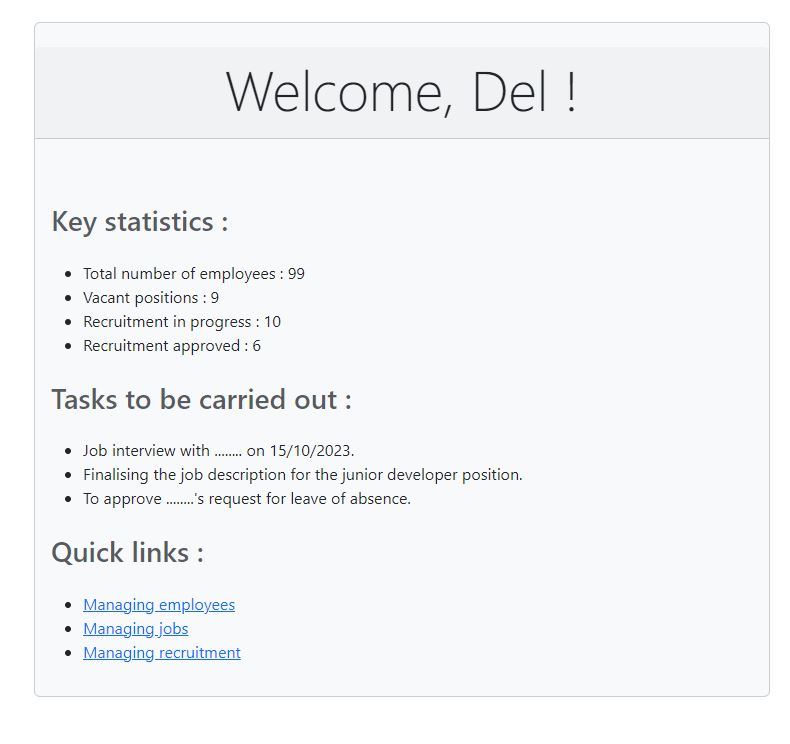 Welcome, Del !
Key statistics :
Total number of employees : 99
Vacant positions : 9
Recruitment in progress : 10
Recruitment approved : 6
Tasks to be carried out :
Job interview with ........ on 15/10/2023.
Finalising the job description for the junior developer position.
To approve ........'s request for leave of absence.
Quick links :
Managing employees
Managing jobs
Managing recruitment